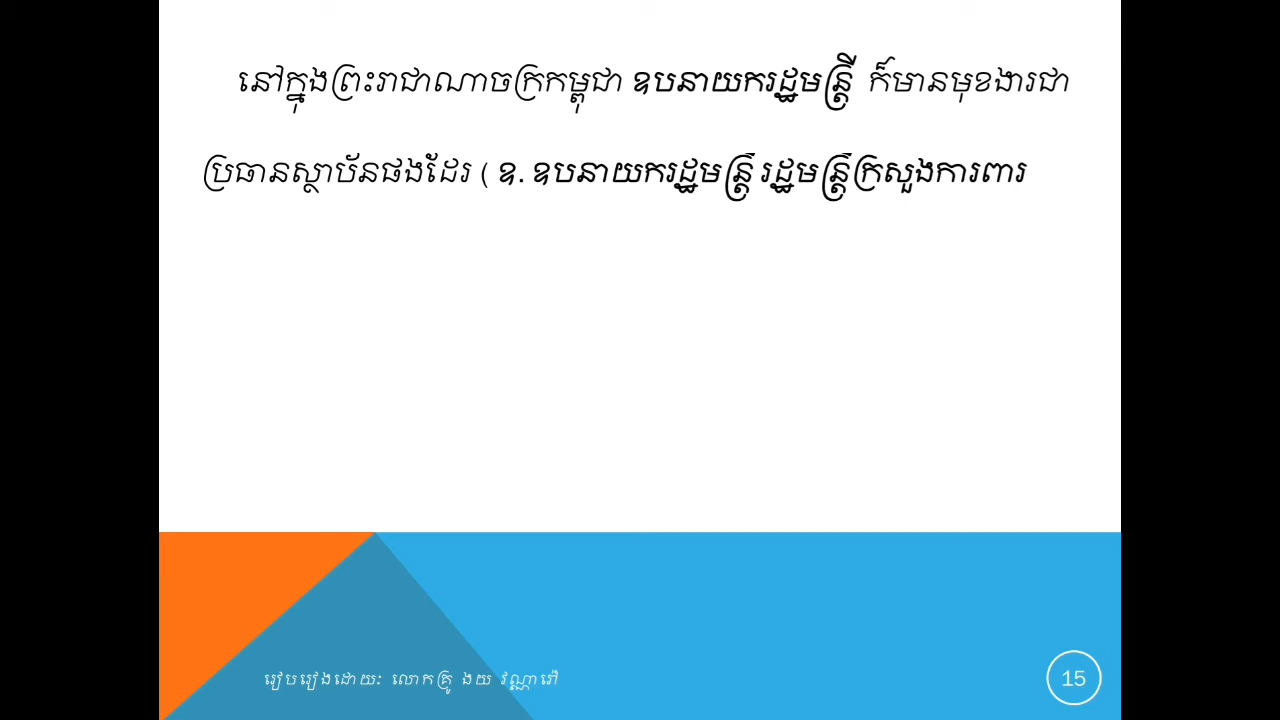 នៅក្នុងព្រះរាជាណាចក្រកម្ពុជា ឧបនាយករដ្ឋមន្ត្រី ក៏មានមុខងារជា
ប្រធានស្ថាប័នផងដែរ ( ឧ. ឧបនាយករដ្ឋមន្ត្រី រដ្ឋមន្ត្រីក្រសួងការពារ
រៀបរៀងដោយ: លោកគ្រូ ងយ វណ្ណារ៉ៅ
15